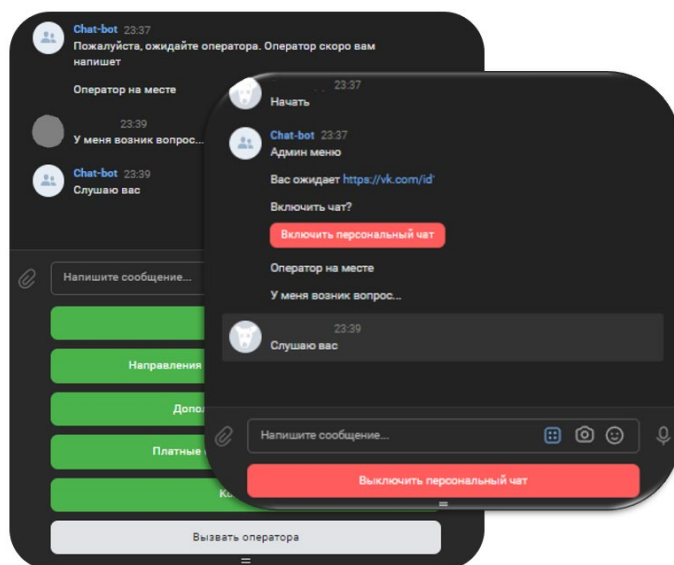 Chat-bot 23:37
Пожалуйста, ожидайте оператора. Оператор скоро вам
напишет
Оператор на месте
23:39
У меня возник вопрос...
Chat-bot 23:39
Слушаю вас
Напишите сообщение...
Направления
Платные
Вызвать оператора
23:37
Начать
Chat-bot 23:37
Админ меню
Вас ожидает https://vk.com/id
Включить чат?
Включить персональный чат
Оператор на месте
У меня возник вопрос...
23:39
Слушаю вас
Напишите сообщение...
Выключить персональный чат